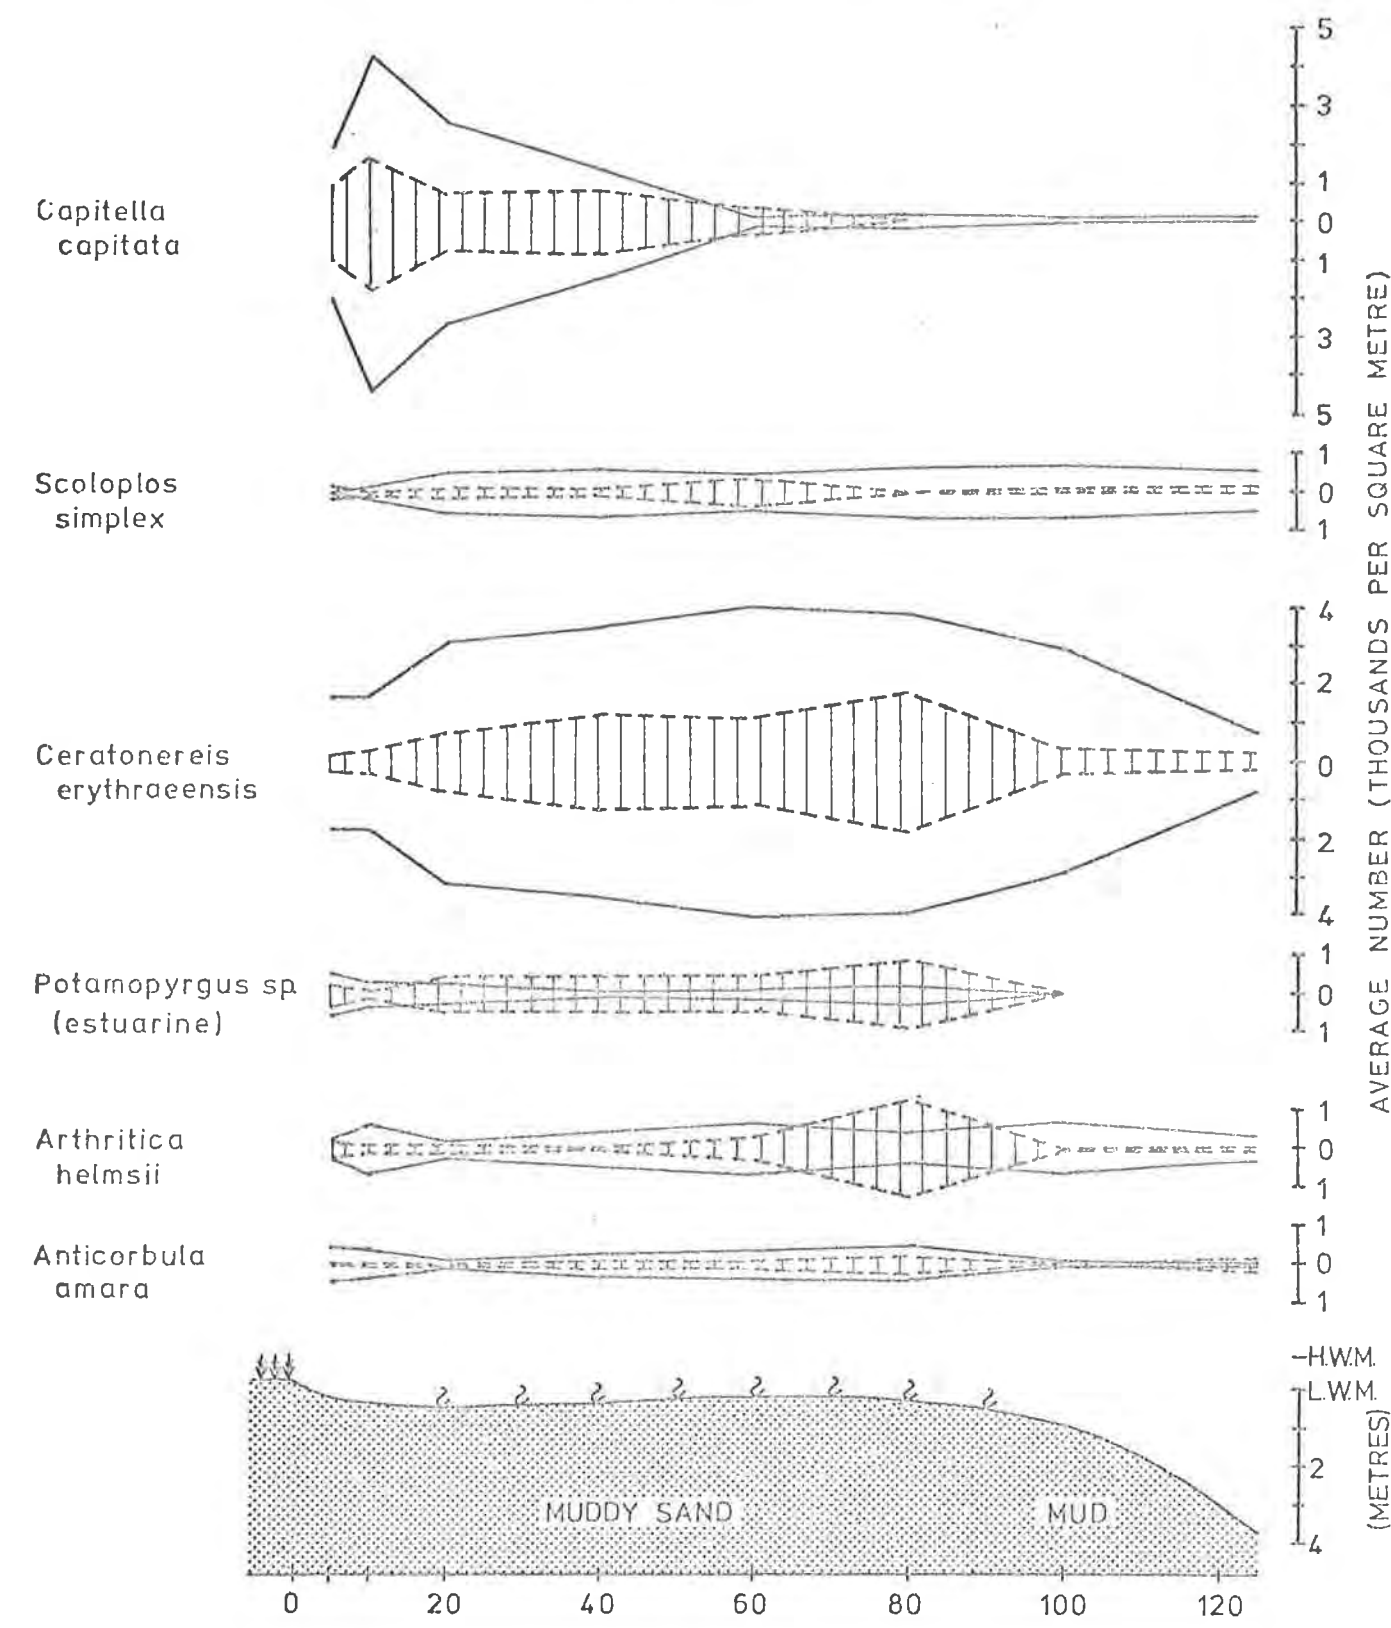 5
3
1
0
1
3
5
Capitella
capitata
1
0
1
Scoloplos
simplex
4
2
0
2
4
Ceratonereis
erythraeensis
1
0
1
Potamopyrgus sp
(estuarine)
1
0
1
Arthritica
helmsii
1
0
1
Anticorbula
amara
AVERAGE NUMBER (THOUSANDS PER SQUARE METRE)
H.W.M.
L.W.M.
2
4
(METRES)
MUDDY SAND
MUD
0 20 40 60 80 100 120